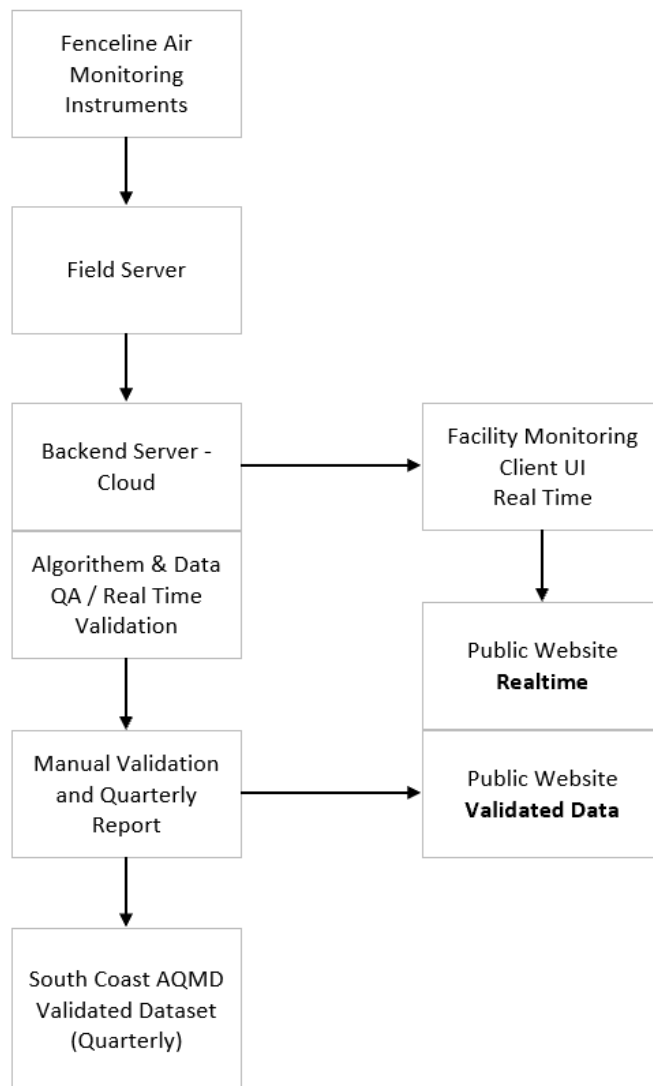 Fenceline Air
Monitoring
Instruments
Field Server
Backend Server -
Cloud
Facility Monitoring
Client UI
Real Time
Algorithem & Data
QA / Real Time
Validation
Public Website
Realtime
Manual Validation
and Quarterly
Report
Public Website
Validated Data
South Coast AQMD
Validated Dataset
(Quarterly)